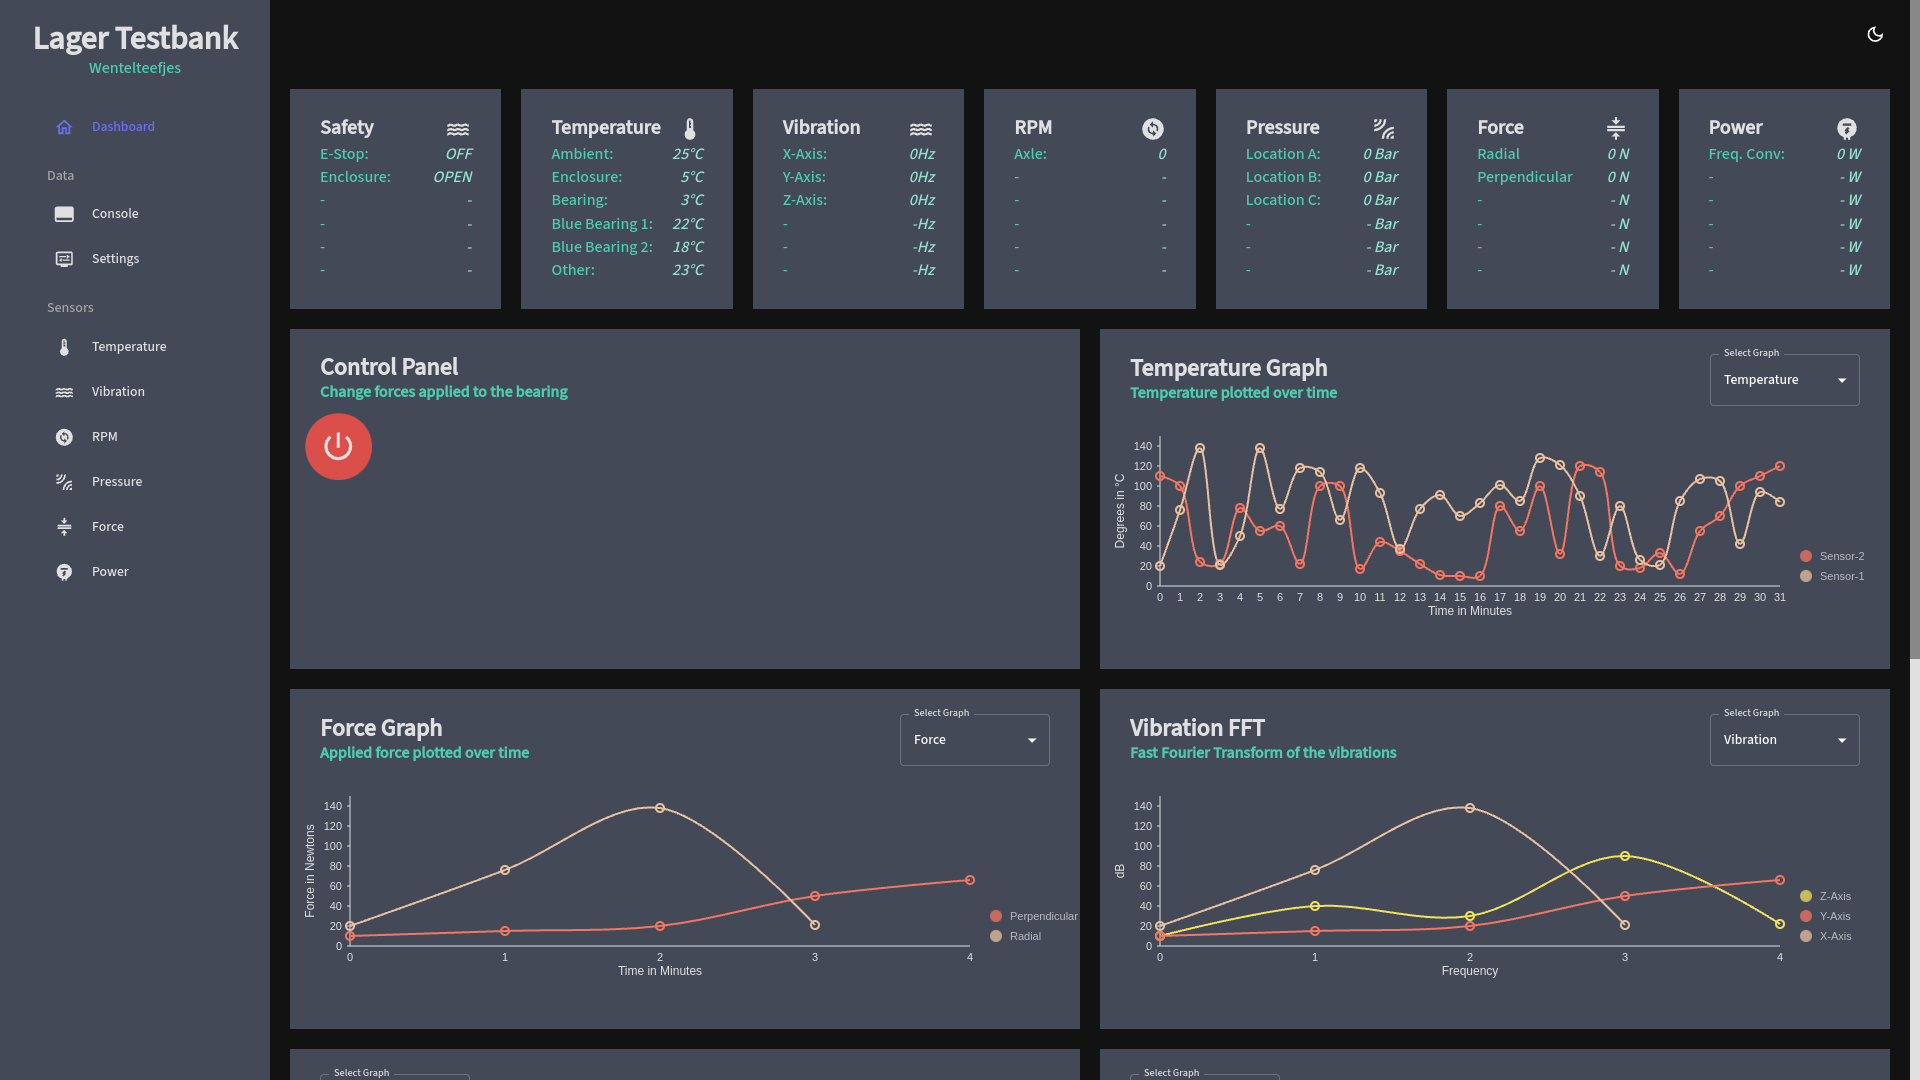 Lager Testbank
Wentelteefjes
Dashboard
Data
Console
Settings
Sensors
Temperature
Vibration
RPM
Pressure
Force
Power
Safety
E-Stop: OFF
Enclosure: OPEN
- -
- -
- -
- -
Temperature
Ambient: 25°C
Enclosure: 5°C
Bearing: 3°C
Blue Bearing 1: 22°C
Blue Bearing 2: 18°C
Other: 23°C
Vibration
X-Axis: 0Hz
Y-Axis: 0Hz
Z-Axis: 0Hz
- -Hz
- -Hz
- -Hz
RPM
Axle: 0
- -
- -
- -
- -
- -
Pressure
Location A: 0 Bar
Location B: 0 Bar
Location C: 0 Bar
- - Bar
- - Bar
- - Bar
Force
Radial 0 N
Perpendicular 0 N
- - N
- - N
- - N
- - N
Power
Freq. Conv: 0 W
- - W
- - W
- - W
- - W
- - W
Control Panel
Change forces applied to the bearing
Temperature Graph
Temperature plotted over time
Select Graph
Temperature
140
120
100
80
60
40
20
0
Degrees in °C
0 1 2 3 4 5 6 7 8 9 10 11 12 13 14 15 16 17 18 19 20 21 22 23 24 25 26 27 28 29 30 31
Time in Minutes
Sensor-2
Sensor-1
Force Graph
Applied force plotted over time
Select Graph
Force
140
120
100
80
60
40
20
0
Force in Newtons
0 1 2 3 4
Time in Minutes
Perpendicular
Radial
Vibration FFT
Fast Fourier Transform of the vibrations
Select Graph
Vibration
140
120
100
80
60
40
20
0
dB
0 1 2 3 4
Frequency
Z-Axis
Y-Axis
X-Axis
Select Graph
Select Graph